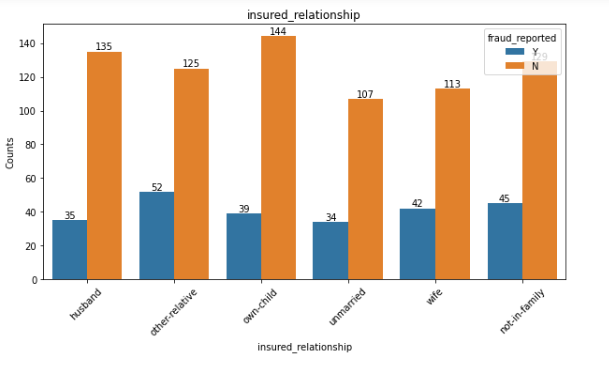 insured_relationship
fraud_reported
Y
N
140
120
100
80
60
40
20
0
Counts
35
135
52
125
39
144
34
107
42
113
45
129
husband
other-relative
own-child
unmarried
wife
not-in-family
insured_relationship